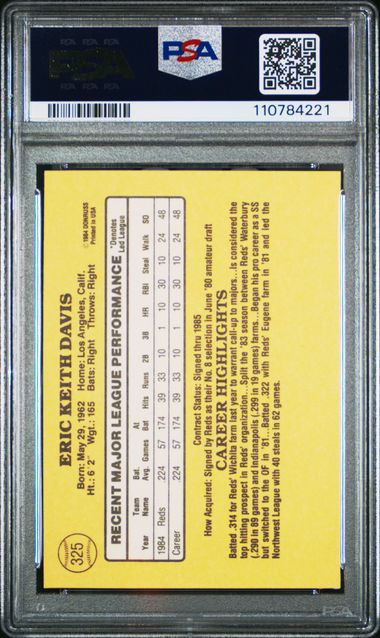 PSA
110784221
325
ERIC KEITH DAVIS
© 1984 DONRUSS
Printed in USA
Born: May 29, 1962 Home: Los Angeles, Calif.
Ht.: 6' 2" Wgt.: 165 Bats: Right Throws: Right
RECENT MAJOR LEAGUE PERFORMANCE *Denotes Led League
Team Bat. At
Year Name Avg. Games Bat Hits Runs 2B 3B HR RBI Steal Walk SO
1984 Reds .224 57 174 39 33 10 1 10 30 10 24 48
Career .224 57 174 39 33 10 1 10 30 10 24 48
Contract Status: Signed thru 1985
How Acquired: Signed by Reds as their No. 8 selection in June '80 amateur draft
CAREER HIGHLIGHTS
Batted .314 for Reds' Wichita farm last year to warrant call-up to majors...Is considered the
top hitting prospect in Reds' organization...Split the '83 season between Reds' Waterbury
(.290 in 89 games) and Indianapolis (.299 in 19 games) farms...Began his pro career as a SS
but switched to the OF in '81...Batted .322 with Reds' Eugene farm in '81 and led the
Northwest League with 40 steals in 62 games.